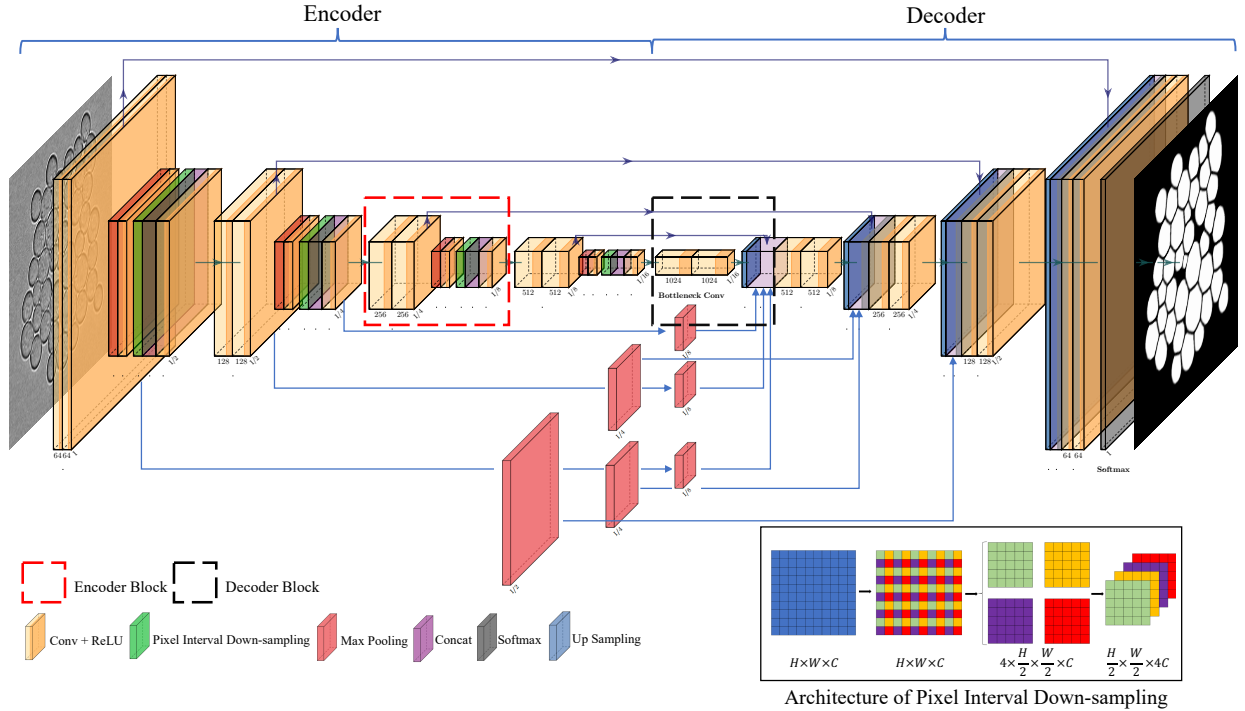 Encoder
Decoder
64 64 1
1/2
128 128 1/2
1/4
256 256 1/4
1/8
512 512 1/8
1/16
1024 1024 1/16
Bottleneck Conv
512 512 1/8
256 256 1/4
128 128 1/2
64 64
1
Softmax
1/8
1/4
1/8
1/8
1/4
1/2
Encoder Block
Decoder Block
Conv + ReLU
Pixel Interval Down-sampling
Max Pooling
Concat
Softmax
Up Sampling
H×W×C
H×W×C
4×H/2×W/2×C
H/2×W/2×4C
Architecture of Pixel Interval Down-sampling